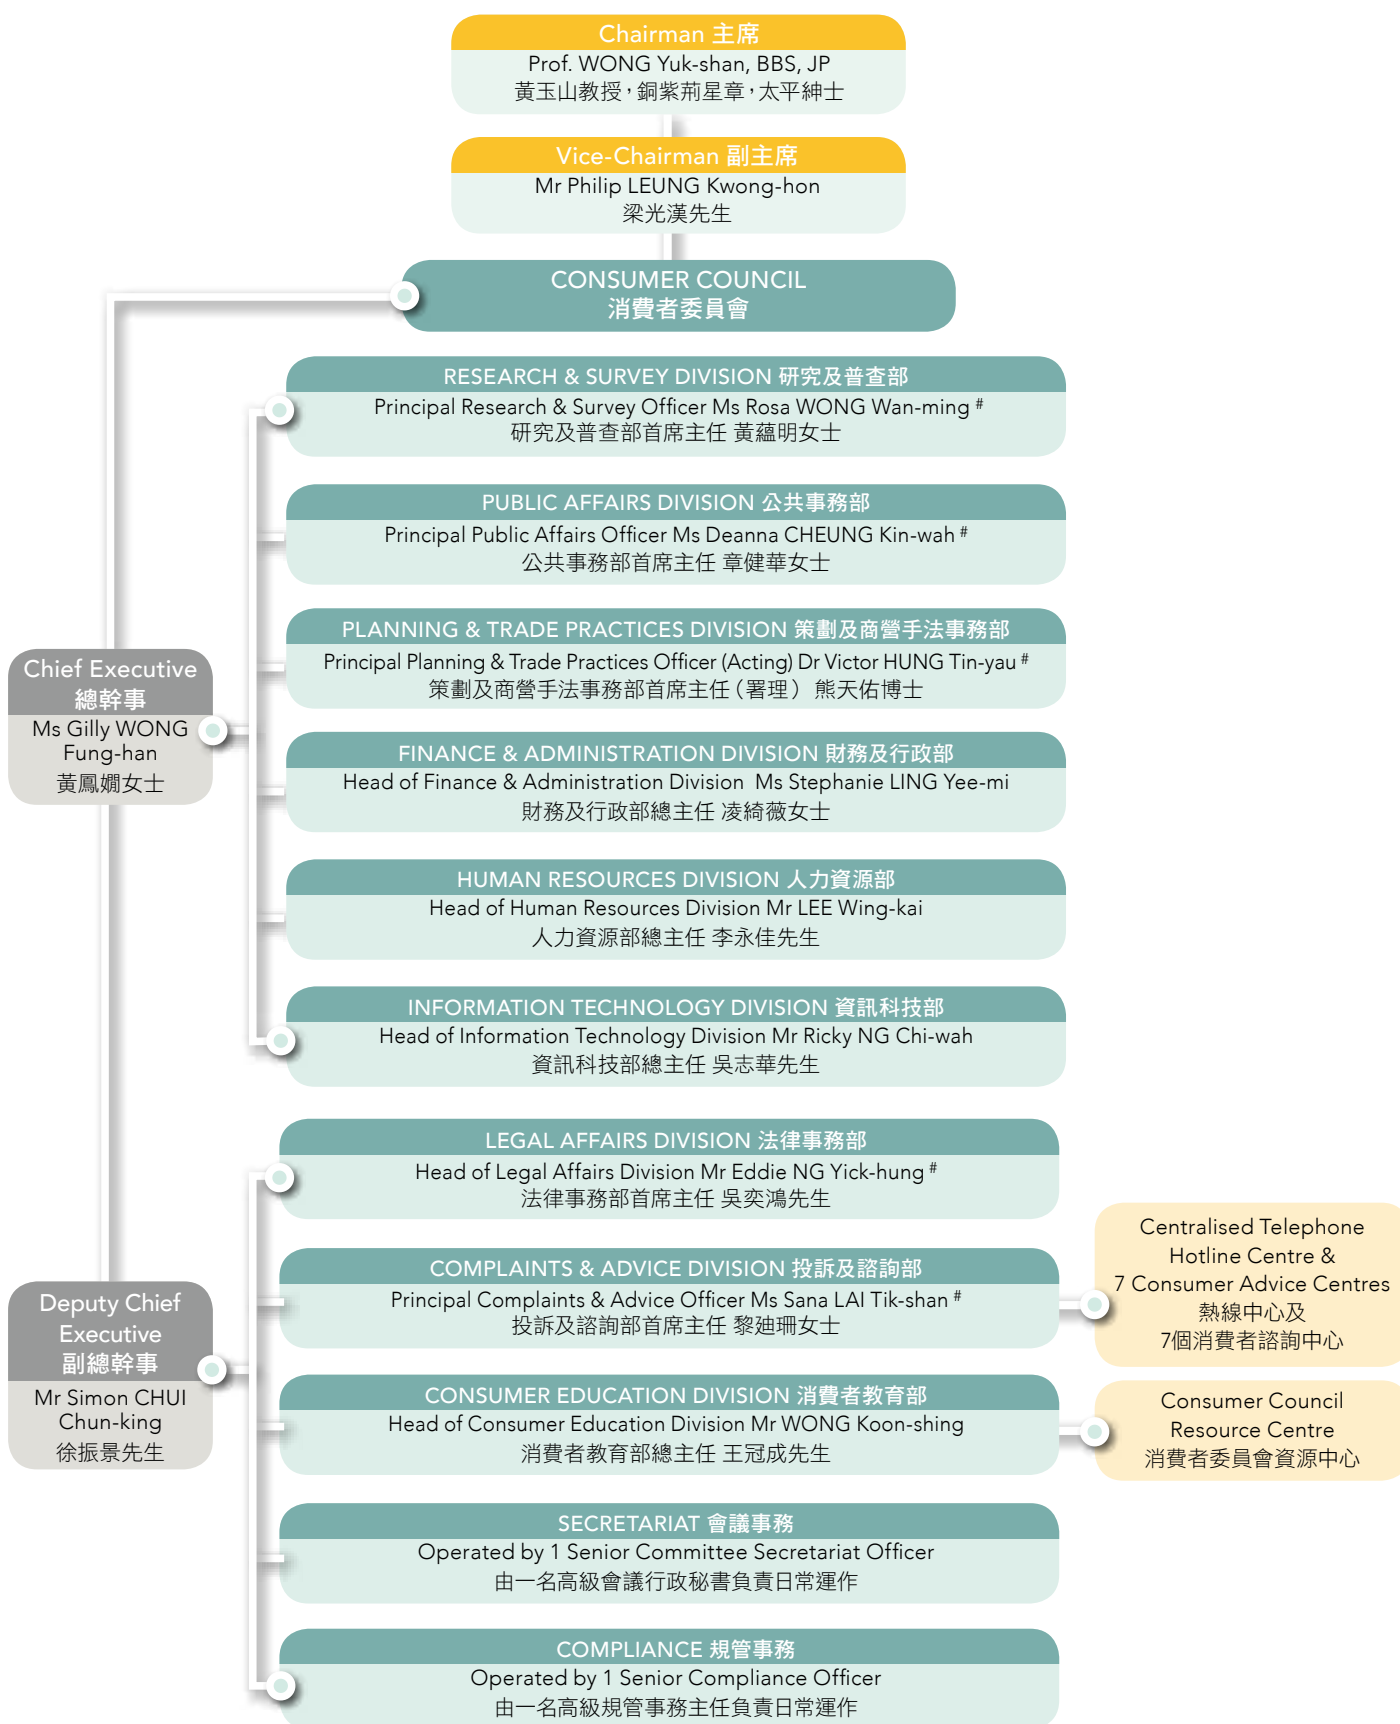 Chairman 主席
Prof. WONG Yuk-shan, BBS, JP
黃玉山教授，銅紫荊星章，太平紳士
Vice-Chairman 副主席
Mr Philip LEUNG Kwong-hon
梁光漢先生
CONSUMER COUNCIL
消費者委員會
RESEARCH & SURVEY DIVISION 研究及普查部
Principal Research & Survey Officer Ms Rosa WONG Wan-ming #
研究及普查部首席主任 黃蘊明女士
PUBLIC AFFAIRS DIVISION 公共事務部
Principal Public Affairs Officer Ms Deanna CHEUNG Kin-wah #
公共事務部首席主任 章健華女士
PLANNING & TRADE PRACTICES DIVISION 策劃及商營手法事務部
Principal Planning & Trade Practices Officer (Acting) Dr Victor HUNG Tin-yau #
策劃及商營手法事務部首席主任（署理） 熊天佑博士
Chief Executive
總幹事
Ms Gilly WONG
Fung-han
黃鳳嫺女士
FINANCE & ADMINISTRATION DIVISION 財務及行政部
Head of Finance & Administration Division Ms Stephanie LING Yee-mi
財務及行政部總主任 凌綺薇女士
HUMAN RESOURCES DIVISION 人力資源部
Head of Human Resources Division Mr LEE Wing-kai
人力資源部總主任 李永佳先生
INFORMATION TECHNOLOGY DIVISION 資訊科技部
Head of Information Technology Division Mr Ricky NG Chi-wah
資訊科技部總主任 吳志華先生
LEGAL AFFAIRS DIVISION 法律事務部
Head of Legal Affairs Division Mr Eddie NG Yick-hung #
法律事務部首席主任 吳奕鴻先生
COMPLAINTS & ADVICE DIVISION 投訴及諮詢部
Principal Complaints & Advice Officer Ms Sana LAI Tik-shan #
投訴及諮詢部首席主任 黎廸珊女士
Centralised Telephone
Hotline Centre &
7 Consumer Advice Centres
熱線中心及
7個消費者諮詢中心
Deputy Chief
Executive
副總幹事
Mr Simon CHUI
Chun-king
徐振景先生
CONSUMER EDUCATION DIVISION 消費者教育部
Head of Consumer Education Division Mr WONG Koon-shing
消費者教育部總主任 王冠成先生
Consumer Council
Resource Centre
消費者委員會資源中心
SECRETARIAT 會議事務
Operated by 1 Senior Committee Secretariat Officer
由一名高級會議行政秘書負責日常運作
COMPLIANCE 規管事務
Operated by 1 Senior Compliance Officer
由一名高級規管事務主任負責日常運作